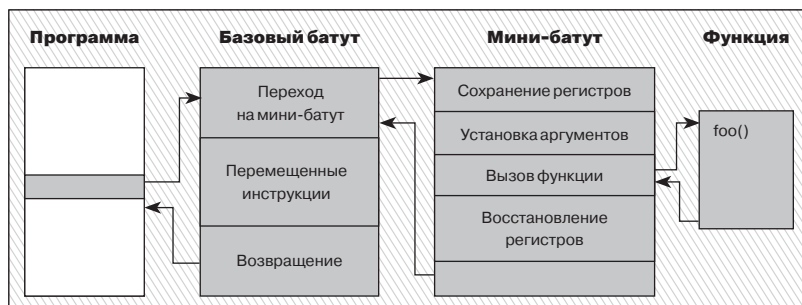 Программа
Базовый батут
Мини-батут
Функция
Переход
на мини-батут
Перемещенные
инструкции
Возвращение
Сохранение регистров
Установка аргументов
Вызов функции
Восстановление
регистров
foo()